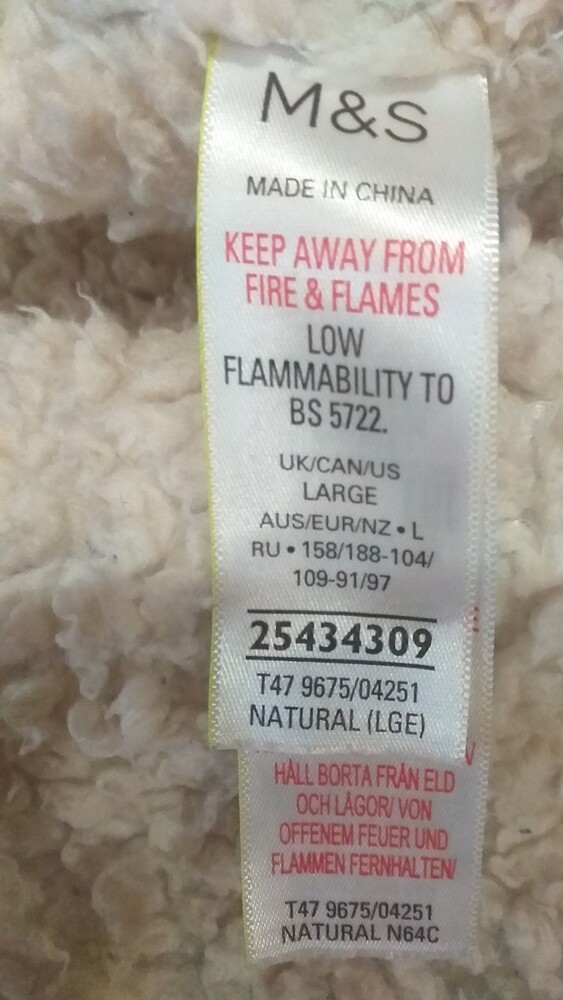 M&S
MADE IN CHINA
KEEP AWAY FROM
FIRE & FLAMES
LOW
FLAMMABILITY TO
BS 5722.
UK/CAN/US
LARGE
AUS/EUR/NZ • L
RU • 158/188-104/
109-91/97
25434309
T47 9675/04251
NATURAL (LGE)
HÅLL BORTA FRÅN ELD
OCH LÅGOR/ VON
OFFENEM FEUER UND
FLAMMEN FERNHALTEN/
T47 9675/04251
NATURAL N64C